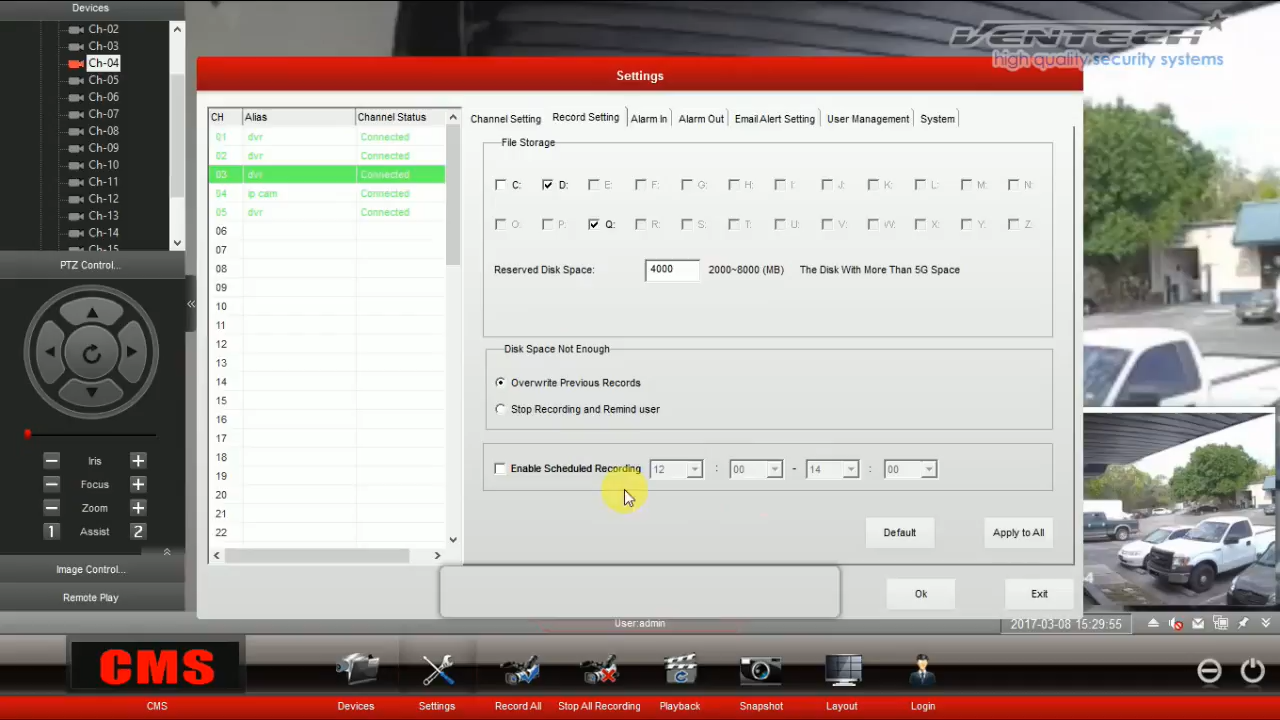 Devices
VENTECH
high quality security systems
Ch-02
Ch-03
Ch-04
Ch-05
Ch-06
Ch-07
Ch-08
Ch-09
Ch-10
Ch-11
Ch-12
Ch-13
Ch-14
Ch-15
PTZ Control...
Iris
Focus
Zoom
1 Assist 2
Image Control...
Remote Play
Settings
CH Alias Channel Status
01 dvr Connected
02 dvr Connected
03 dvr Connected
04 ip cam Connected
05 dvr Connected
06
07
08
09
10
11
12
13
14
15
16
17
18
19
20
21
22
Channel Setting Record Setting Alarm In Alarm Out Email Alert Setting User Management System
File Storage
C: D: E: F: G: H: I: J: K: L: M: N:
O: P: Q: R: S: T: U: V: W: X: Y: Z:
Reserved Disk Space: 4000 2000~8000 (MB) The Disk With More Than 5G Space
Disk Space Not Enough
Overwrite Previous Records
Stop Recording and Remind user
Enable Scheduled Recording 12 : 00 - 14 : 00
Default Apply to All
Ok Exit
4
User:admin
2017-03-08 15:29:55
CMS
CMS Devices Settings Record All Stop All Recording Playback Snapshot Layout Login